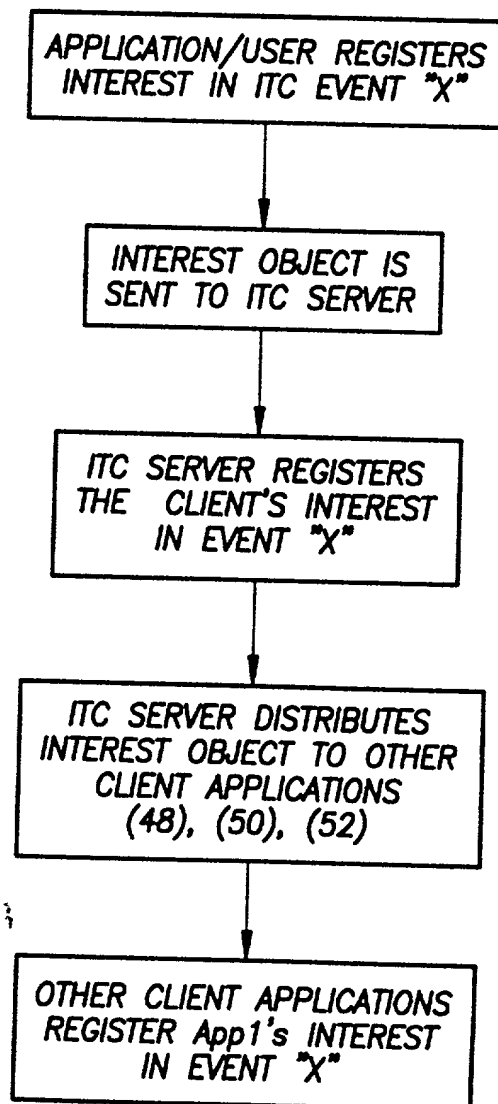 APPLICATION/USER REGISTERS
INTEREST IN ITC EVENT "X"
INTEREST OBJECT IS
SENT TO ITC SERVER
ITC SERVER REGISTERS
THE CLIENT'S INTEREST
IN EVENT "X"
ITC SERVER DISTRIBUTES
INTEREST OBJECT TO OTHER
CLIENT APPLICATIONS
(48), (50), (52)
OTHER CLIENT APPLICATIONS
REGISTER App1's INTEREST
IN EVENT "X"